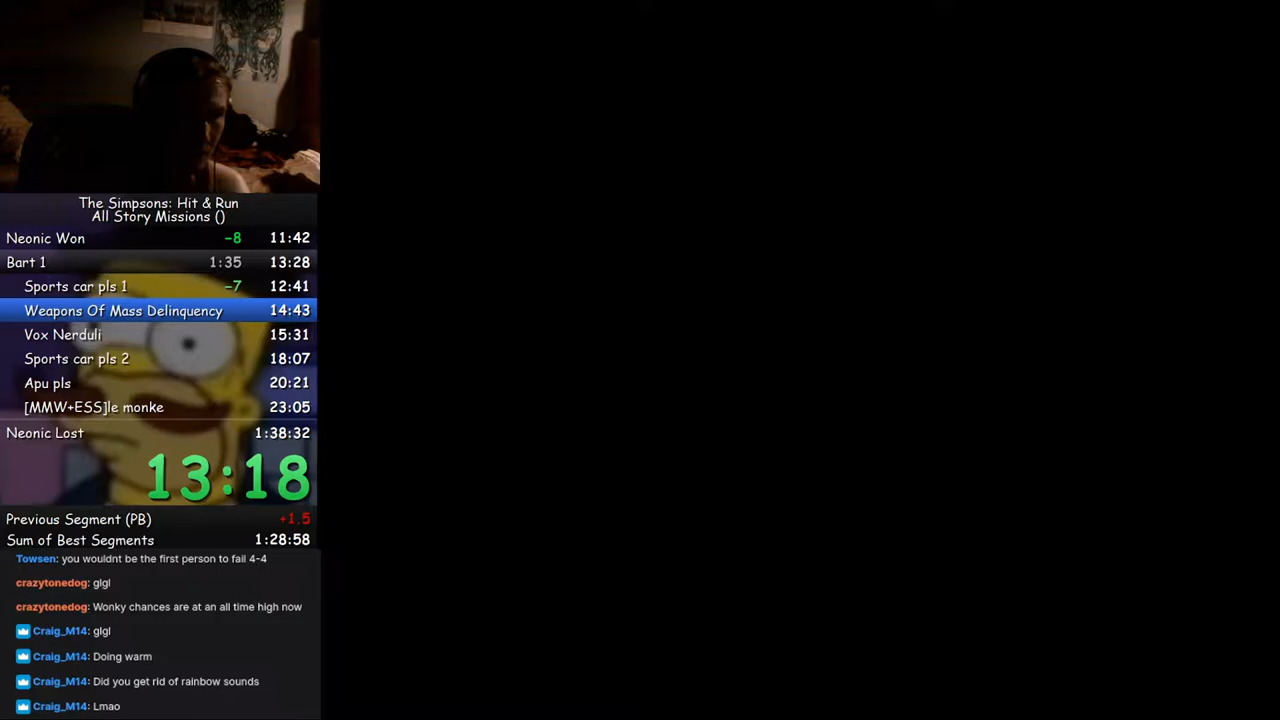 The Simpsons: Hit & Run
All Story Missions ()
Neonic Won -8 11:42
Bart 1 1:35 13:28
Sports car pls 1 -7 12:41
Weapons Of Mass Delinquency 14:43
Vox Nerduli 15:31
Sports car pls 2 18:07
Apu pls 20:21
[MMW+ESS]le monke 23:05
Neonic Lost 1:38:32
13:18
Previous Segment (PB) +1.5
Sum of Best Segments 1:28:58
Towsen: you wouldnt be the first person to fail 4-4
crazytonedog: glgl
crazytonedog: Wonky chances are at an all time high now
Craig_M14: glgl
Craig_M14: Doing warm
Craig_M14: Did you get rid of rainbow sounds
Craig_M14: Lmao